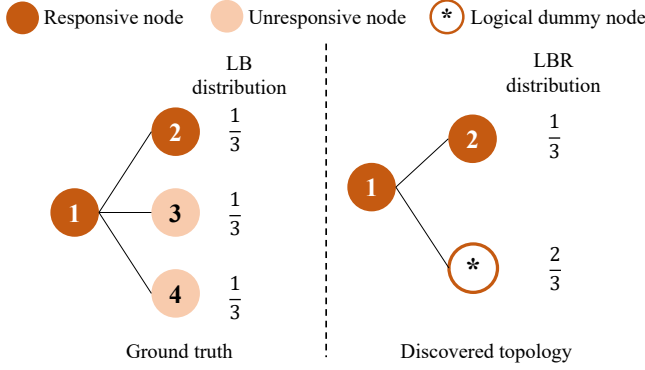 Responsive node
Unresponsive node
* Logical dummy node
LB
distribution
1
2
3
4
1/3
1/3
1/3
Ground truth
LBR
distribution
1
2
*
1/3
2/3
Discovered topology